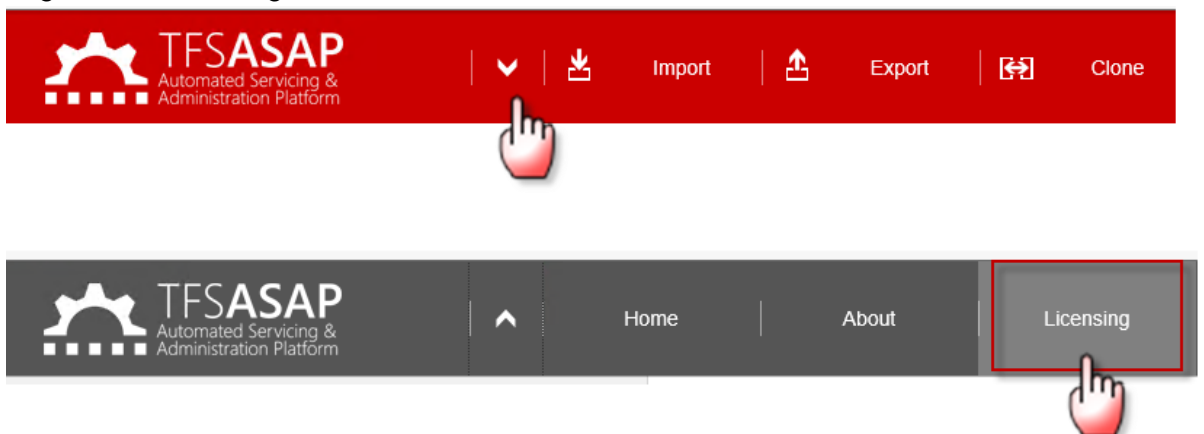 TFSASAP
Automated Servicing &
Administration Platform
Import
Export
Clone
TFSASAP
Automated Servicing &
Administration Platform
Home
About
Licensing